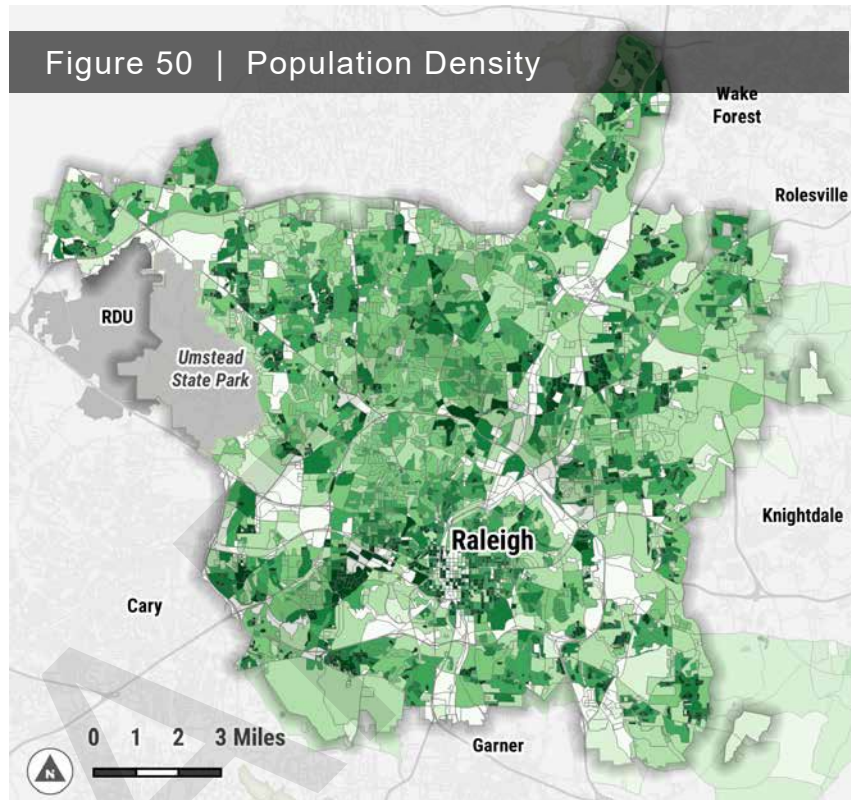 Figure 50 | Population Density
Wake
Forest
Rolesville
RDU
Umstead
State Park
Raleigh
Knightdale
Cary
0 1 2 3 Miles
Garner
N